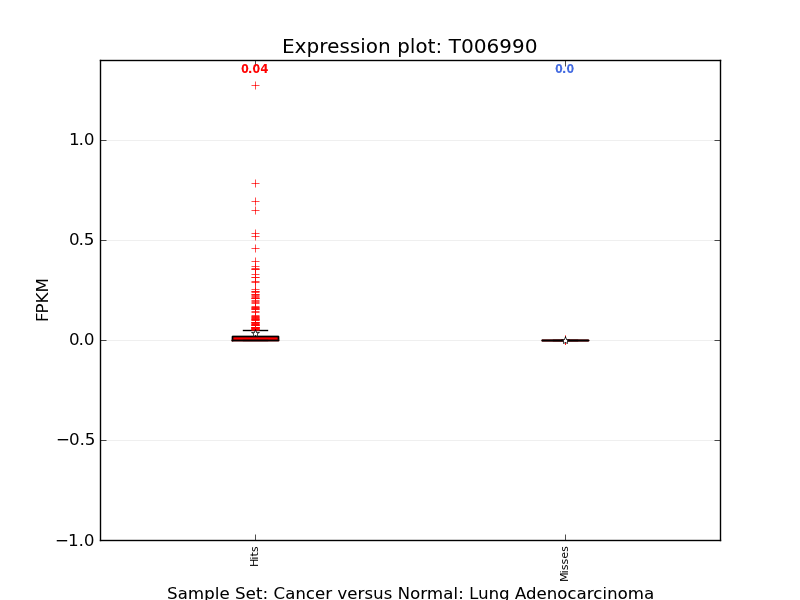 Expression plot: T006990
0.04
0.0
1.0
0.5
0.0
−0.5
−1.0
FPKM
Hits
Misses
Sample Set: Cancer versus Normal: Lung Adenocarcinoma